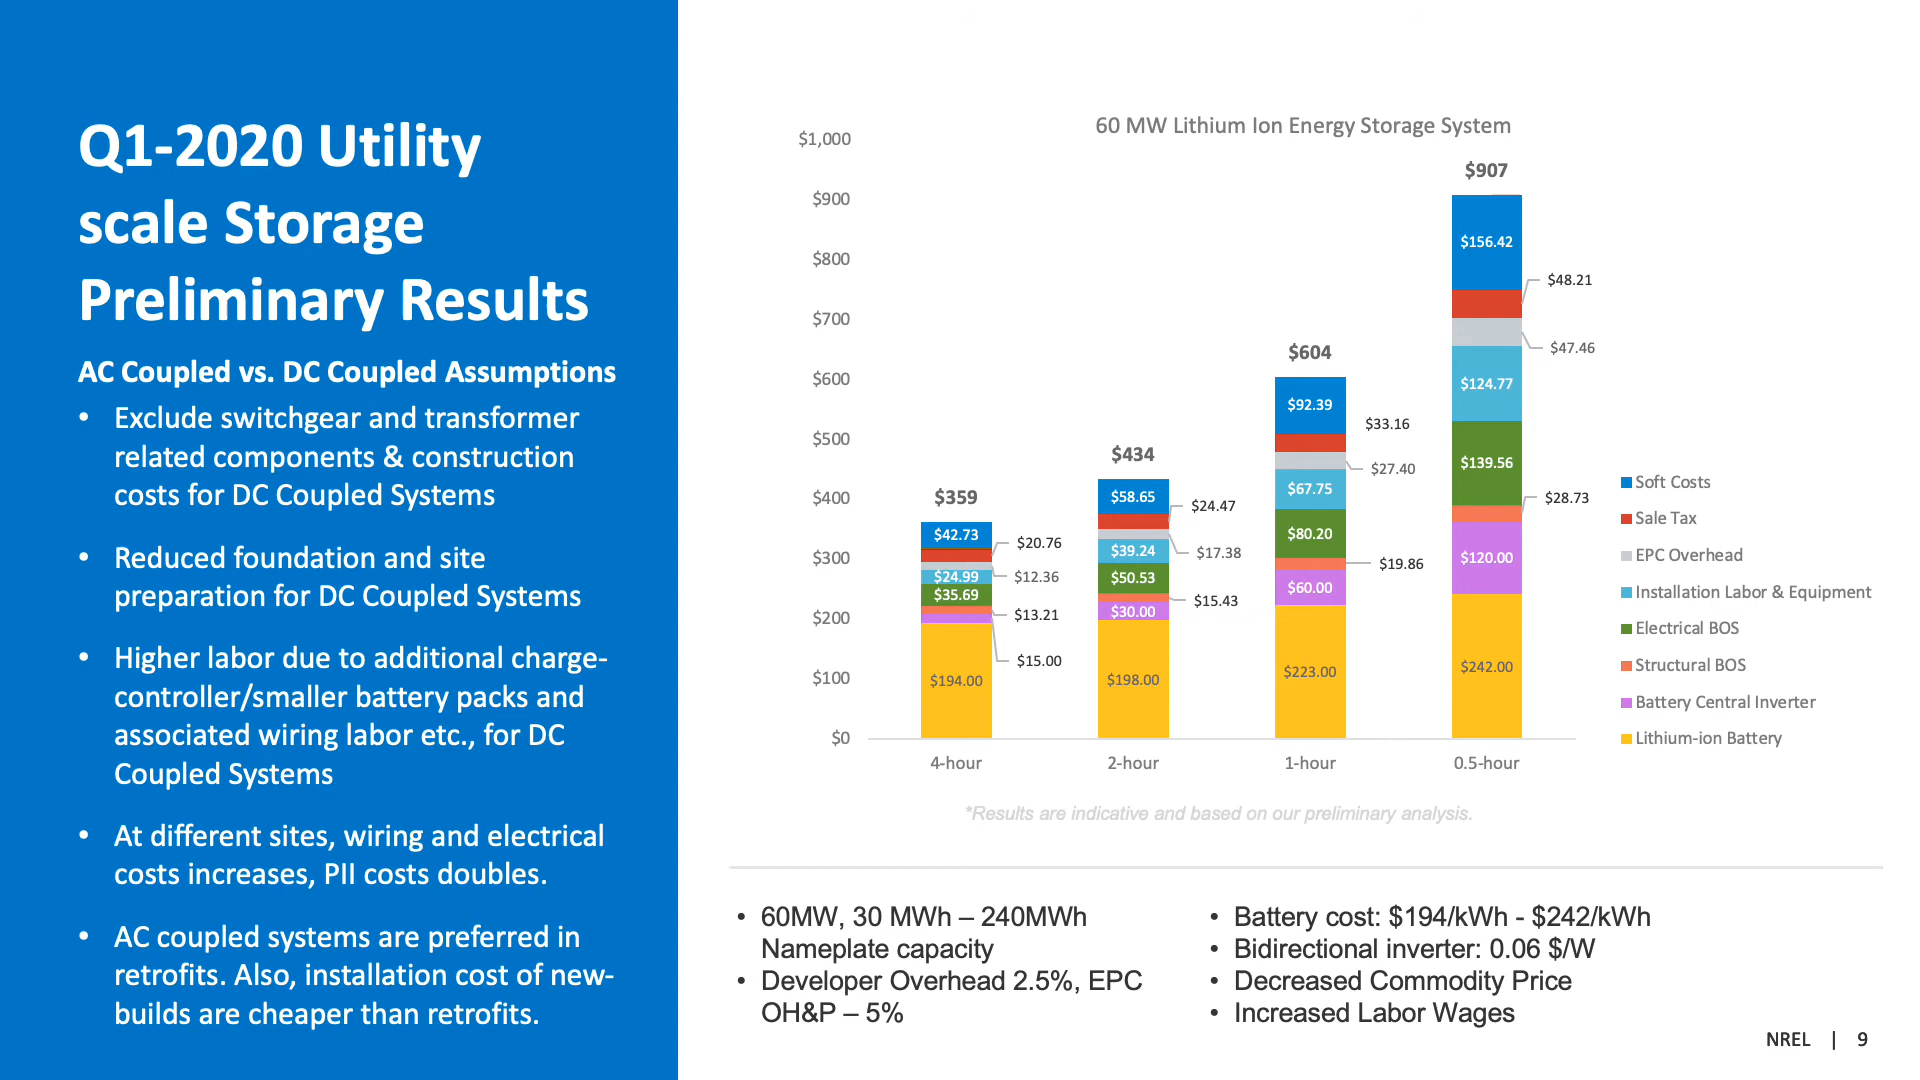 Q1-2020 Utility
scale Storage
Preliminary Results
AC Coupled vs. DC Coupled Assumptions
• Exclude switchgear and transformer
related components & construction
costs for DC Coupled Systems
• Reduced foundation and site
preparation for DC Coupled Systems
• Higher labor due to additional charge-
controller/smaller battery packs and
associated wiring labor etc., for DC
Coupled Systems
• At different sites, wiring and electrical
costs increases, PII costs doubles.
• AC coupled systems are preferred in
retrofits. Also, installation cost of new-
builds are cheaper than retrofits.
60 MW Lithium Ion Energy Storage System
$1,000
$900
$800
$700
$600
$500
$400
$300
$200
$100
$0
$359
$42.73
$20.76
$12.36
$24.99
$35.69
$13.21
$15.00
$194.00
4-hour
$434
$58.65
$24.47
$17.38
$39.24
$50.53
$15.43
$30.00
$198.00
2-hour
$604
$92.39
$33.16
$27.40
$67.75
$80.20
$19.86
$60.00
$223.00
1-hour
$907
$156.42
$48.21
$47.46
$124.77
$139.56
$28.73
$120.00
$242.00
0.5-hour
Soft Costs
Sale Tax
EPC Overhead
Installation Labor & Equipment
Electrical BOS
Structural BOS
Battery Central Inverter
Lithium-ion Battery
*Results are indicative and based on our preliminary analysis.
• 60MW, 30 MWh – 240MWh
Nameplate capacity
• Developer Overhead 2.5%, EPC
OH&P – 5%
• Battery cost: $194/kWh - $242/kWh
• Bidirectional inverter: 0.06 $/W
• Decreased Commodity Price
• Increased Labor Wages
NREL | 9